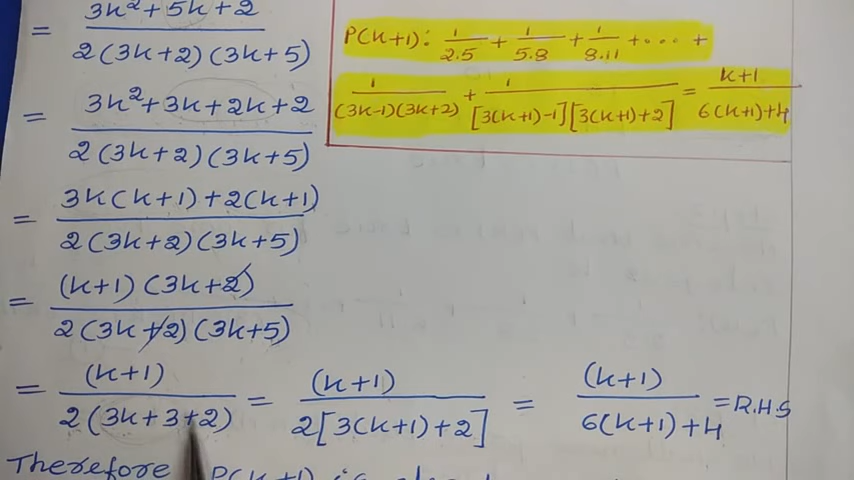 = 3k²+5k+2 / 2(3k+2)(3k+5)
= 3k²+3k+2k+2 / 2(3k+2)(3k+5)
= 3k(k+1)+2(k+1) / 2(3k+2)(3k+5)
= (k+1)(3k+2) / 2(3k+2)(3k+5)
= (k+1) / 2(3k+3+2) = (k+1) / 2[3(k+1)+2] = (k+1) / 6(k+1)+4 = R.H.S
Therefore P(k+1) is
P(k+1): 1/2.5 + 1/5.8 + 1/8.11 +....+
1/(3k-1)(3k+2) + 1/[3(k+1)-1][3(k+1)+2] = k+1/6(k+1)+4